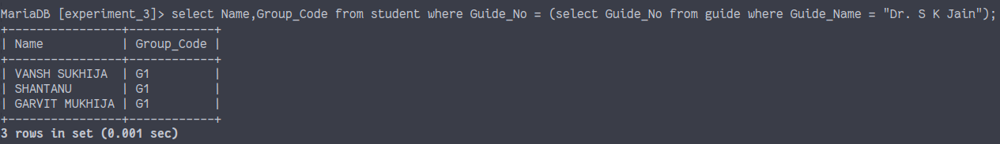 MariaDB [experiment_3]> select Name,Group_Code from student where Guide_No = (select Guide_No from guide where Guide_Name = "Dr. S K Jain");
+----------------+------------+
| Name           | Group_Code |
+----------------+------------+
| VANSH SUKHIJA  | G1         |
| SHANTANU       | G1         |
| GARVIT MUKHIJA | G1         |
+----------------+------------+
3 rows in set (0.001 sec)